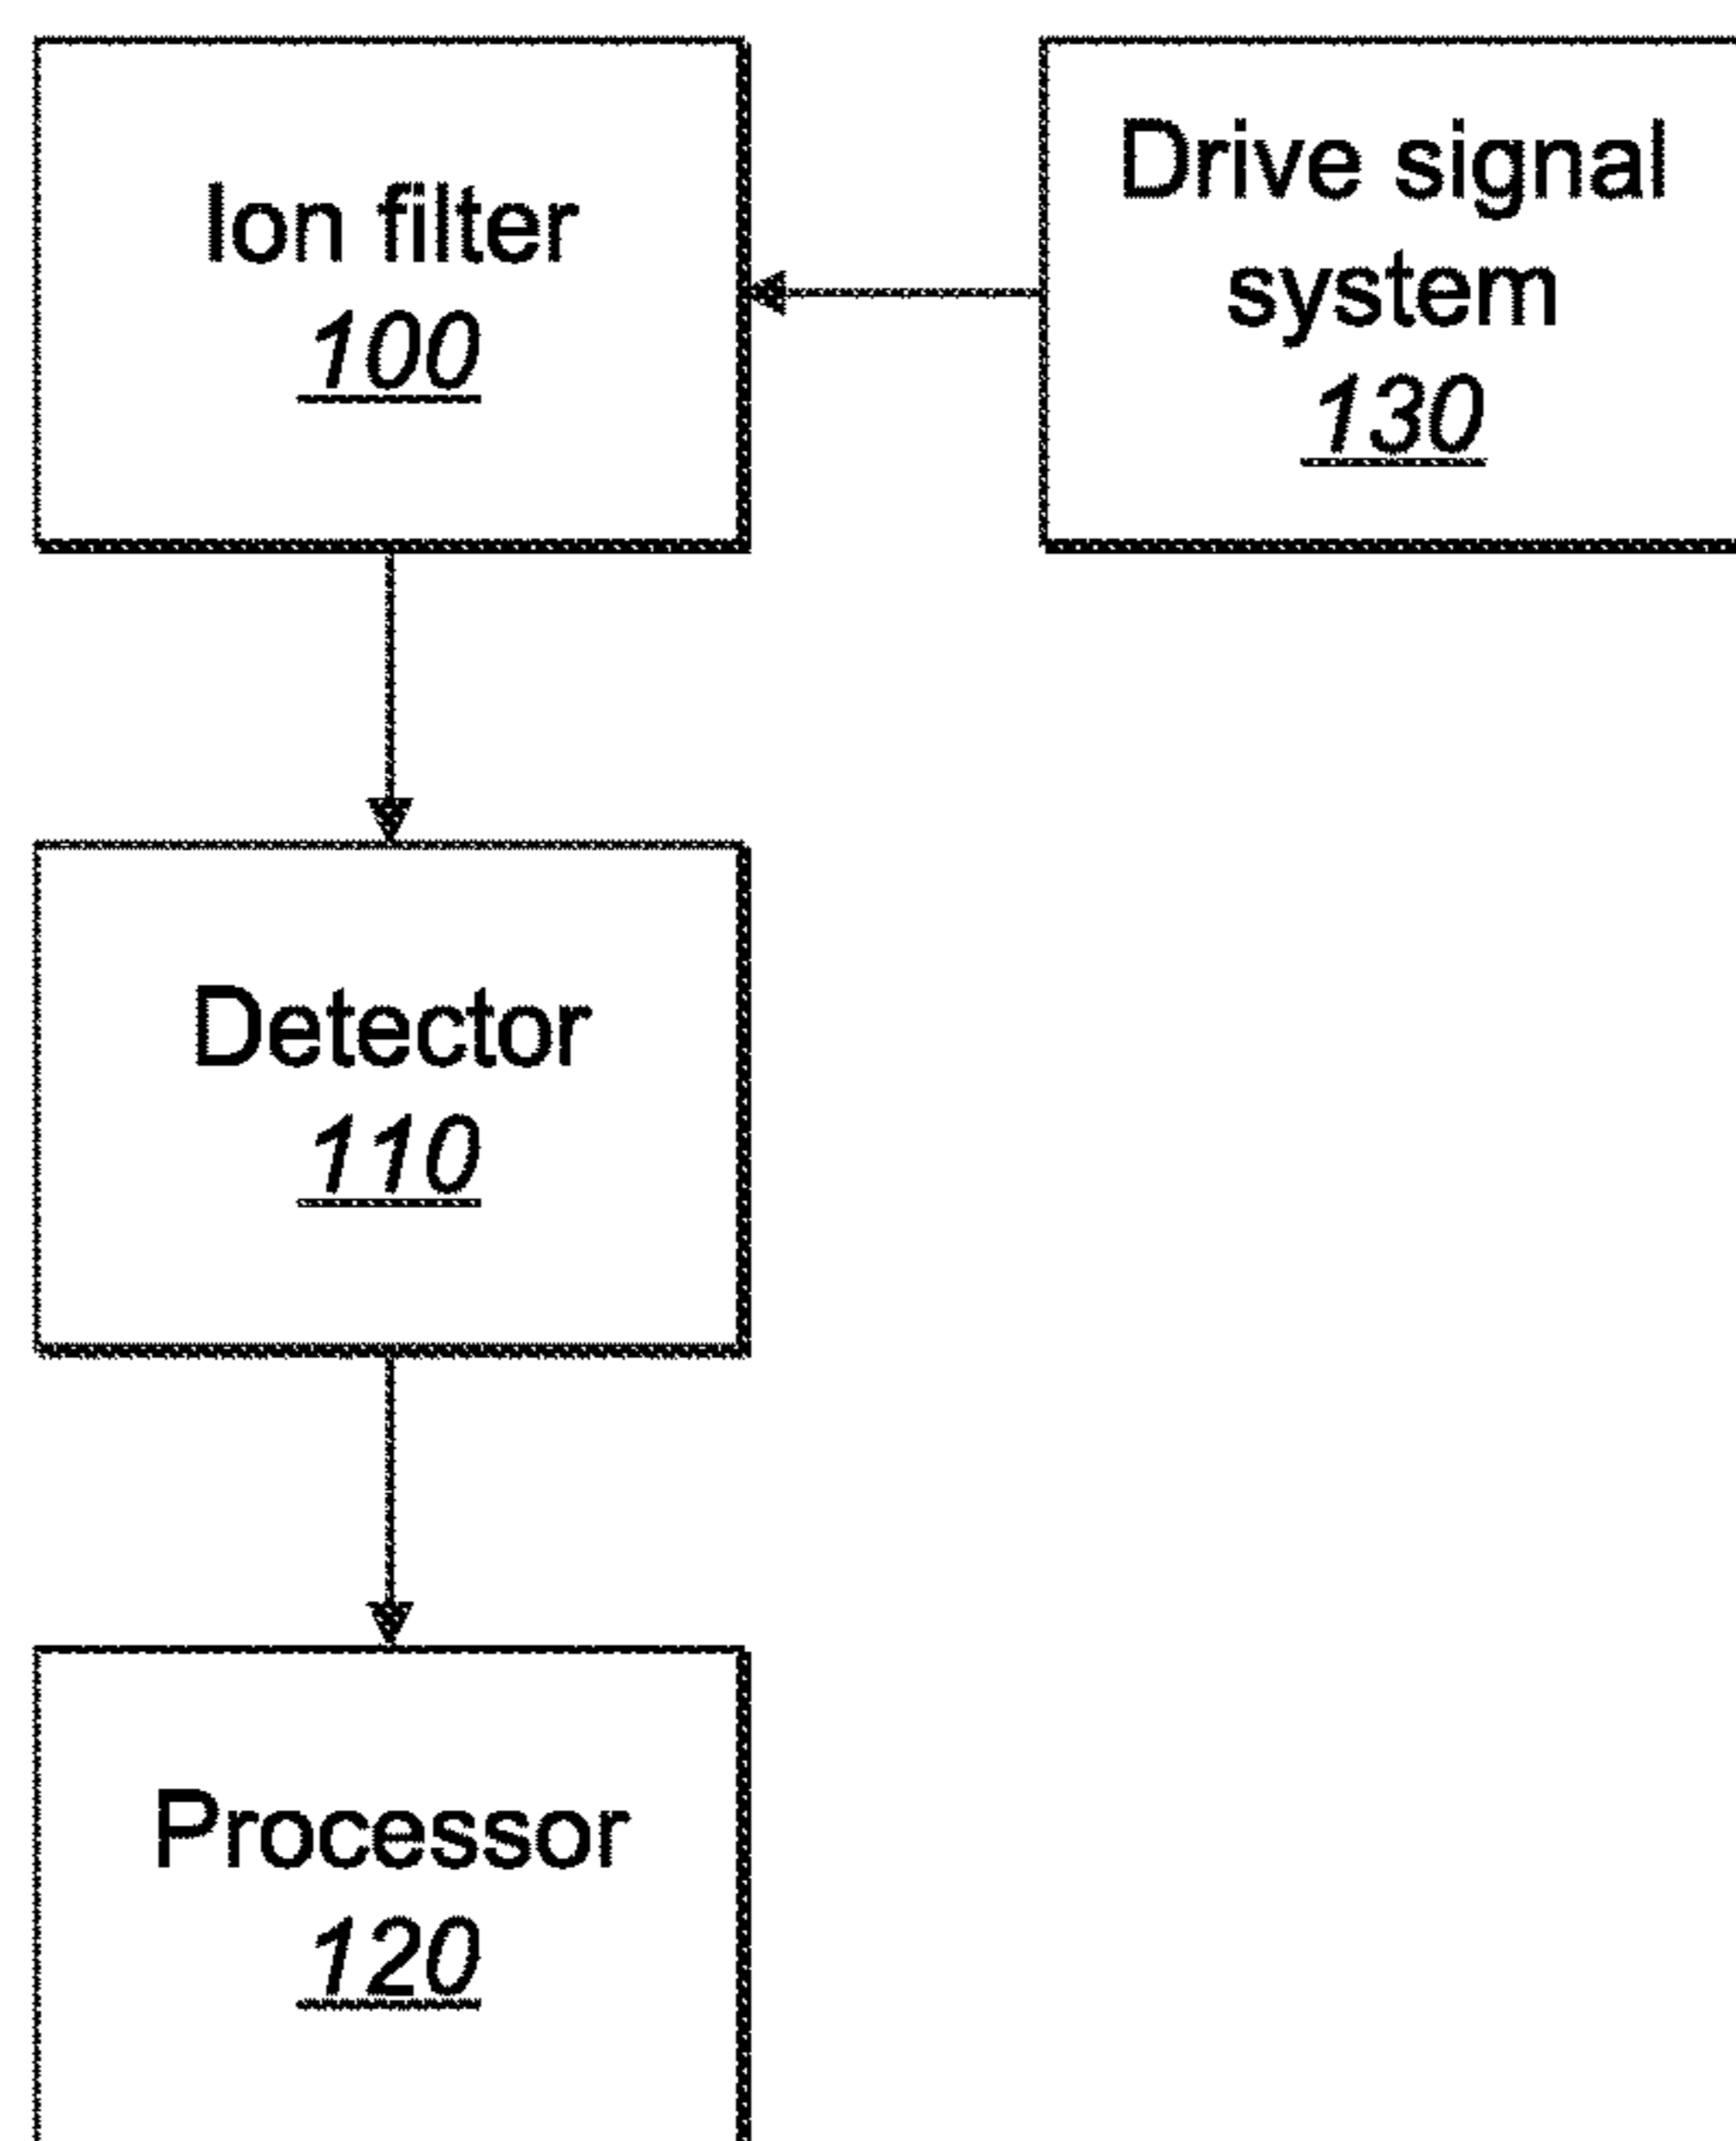 Ion filter
100
Drive signal
system
130
Detector
110
Processor
120